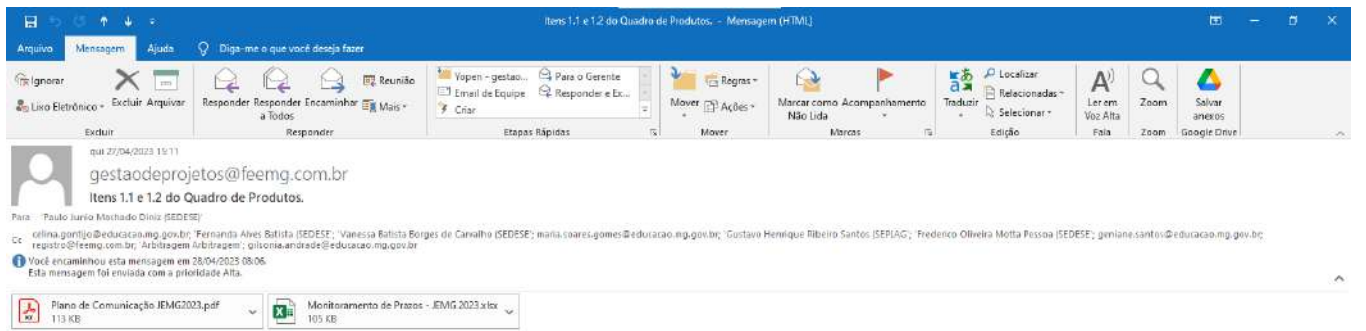 Itens 1.1 e 1.2 do Quadro de Produtos. - Mensagem (HTML)
Arquivo Mensagem Ajuda Diga-me o que você deseja fazer
Ignorar
Lixo Eletrônico
Excluir Arquivar
Excluir
Responder Responder a Todos Encaminhar
Reunião
Mais
Responder
Yopen - gestao... Para o Gerente
Email de Equipe Responder e Ex...
Criar
Etapas Rápidas
Mover
Regras
Ações
Mover
Marcar como Não Lida Acompanhamento
Marcas
Traduzir
Localizar
Relacionadas
Selecionar
Edição
Ler em Voz Alta
Fala
Zoom
Zoom
Salvar anexos
Google Drive
qui 27/04/2023 19:11
gestaodeprojetos@feemg.com.br
Itens 1.1 e 1.2 do Quadro de Produtos.
Para 'Paulo Junio Machado Diniz (SEDESE)'
Cc celina.gontijo@educacao.mg.gov.br; 'Fernanda Alves Batista (SEDESE; 'Vanessa Batista Borges de Carvalho (SEDESE; maria.soares.gomes@educacao.mg.gov.br; 'Gustavo Henrique Ribeiro Santos (SEPLAG'; 'Frederico Oliveira Motta Pessoa (SEDESE'; geniane.santos@educacao.mg.gov.br;
registro@feemg.com.br; 'Arbitragem Arbitragem'; gilsonia.andrade@educacao.mg.gov.br
Você encaminhou esta mensagem em 28/04/2023 08:06.
Esta mensagem foi enviada com a prioridade Alta.
Plano de Comunicação JEMG2023.pdf
113 KB
Monitoramento de Prazos - JEMG 2023.xlsx
105 KB